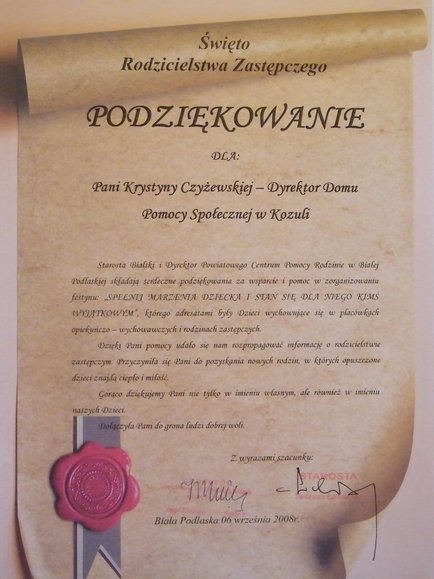 Święto
Rodzicielstwa Zastępczego
PODZIĘKOWANIE
DLA:
Pani Krystyny Czyżewskiej – Dyrektor Domu
Pomocy Społecznej w Kozuli
Starosta Bialski i Dyrektor Powiatowego Centrum Pomocy Rodzinie w Białej
Podlaskiej składają serdeczne podziękowania za wsparcie i pomoc w zorganizowaniu
festynu: „SPEŁNIJ MARZENIA DZIECKA I STAN SIĘ DLA NIEGO KIMŚ
WYJĄTKOWYM”, którego adresatami były Dzieci wychowujące się w placówkach
opiekuńczo – wychowawczych i rodzinach zastępczych.
Dzięki Pani pomocy udało się nam rozpropagować informację o rodzicielstwie
zastępczym. Przyczyniła się Pani do pozyskania nowych rodzin, w których opuszczone
dzieci znajdą ciepło i miłość.
Gorąco dziękujemy Pani nie tylko w imieniu własnym, ale również w imieniu
naszych Dzieci.
Dołączyła Pani do grona ludzi dobrej woli.
Z wyrazami szacunku:
STAROSTA
Biała Podlaska 06 września 2008r.